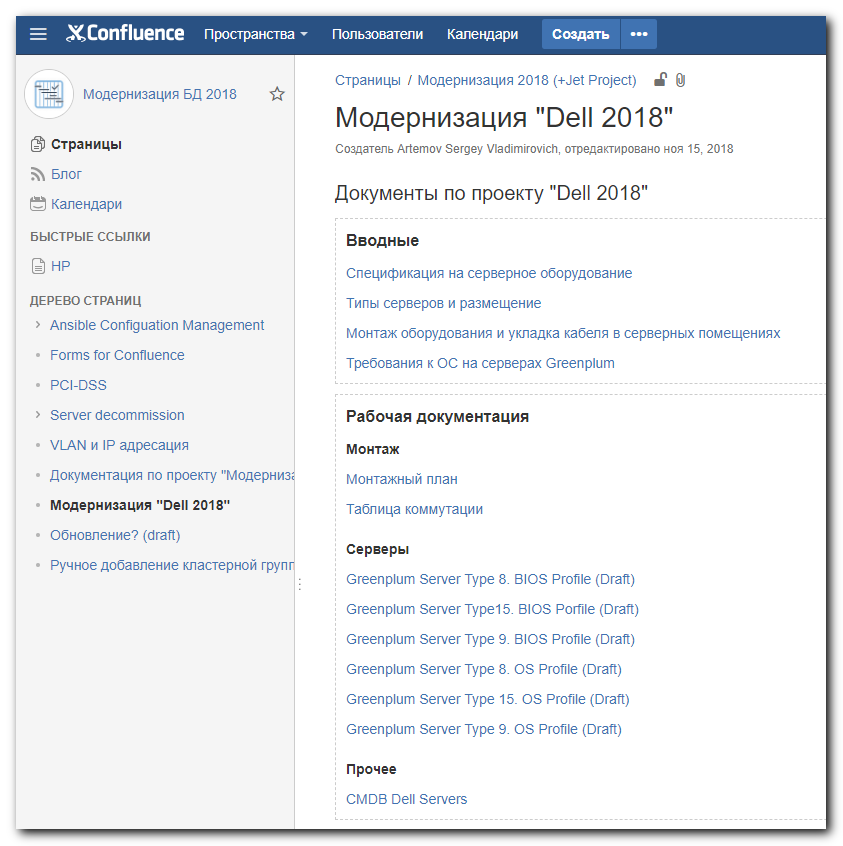 Confluence Пространства Пользователи Календари Создать •••
Модернизация БД 2018
Страницы
Блог
Календари
БЫСТРЫЕ ССЫЛКИ
HP
ДЕРЕВО СТРАНИЦ
Ansible Configuation Management
Forms for Confluence
PCI-DSS
Server decommission
VLAN и IP адресация
Документация по проекту "Модерниза
Модернизация "Dell 2018"
Обновление? (draft)
Ручное добавление кластерной групп
Страницы / Модернизация 2018 (+Jet Project)
Модернизация "Dell 2018"
Создатель Artemov Sergey Vladimirovich, отредактировано ноя 15, 2018
Документы по проекту "Dell 2018"
Вводные
Спецификация на серверное оборудование
Типы серверов и размещение
Монтаж оборудования и укладка кабеля в серверных помещениях
Требования к ОС на серверах Greenplum
Рабочая документация
Монтаж
Монтажный план
Таблица коммутации
Серверы
Greenplum Server Type 8. BIOS Profile (Draft)
Greenplum Server Type15. BIOS Porfile (Draft)
Greenplum Server Type 9. BIOS Profile (Draft)
Greenplum Server Type 8. OS Profile (Draft)
Greenplum Server Type 15. OS Profile (Draft)
Greenplum Server Type 9. OS Profile (Draft)
Прочее
CMDB Dell Servers